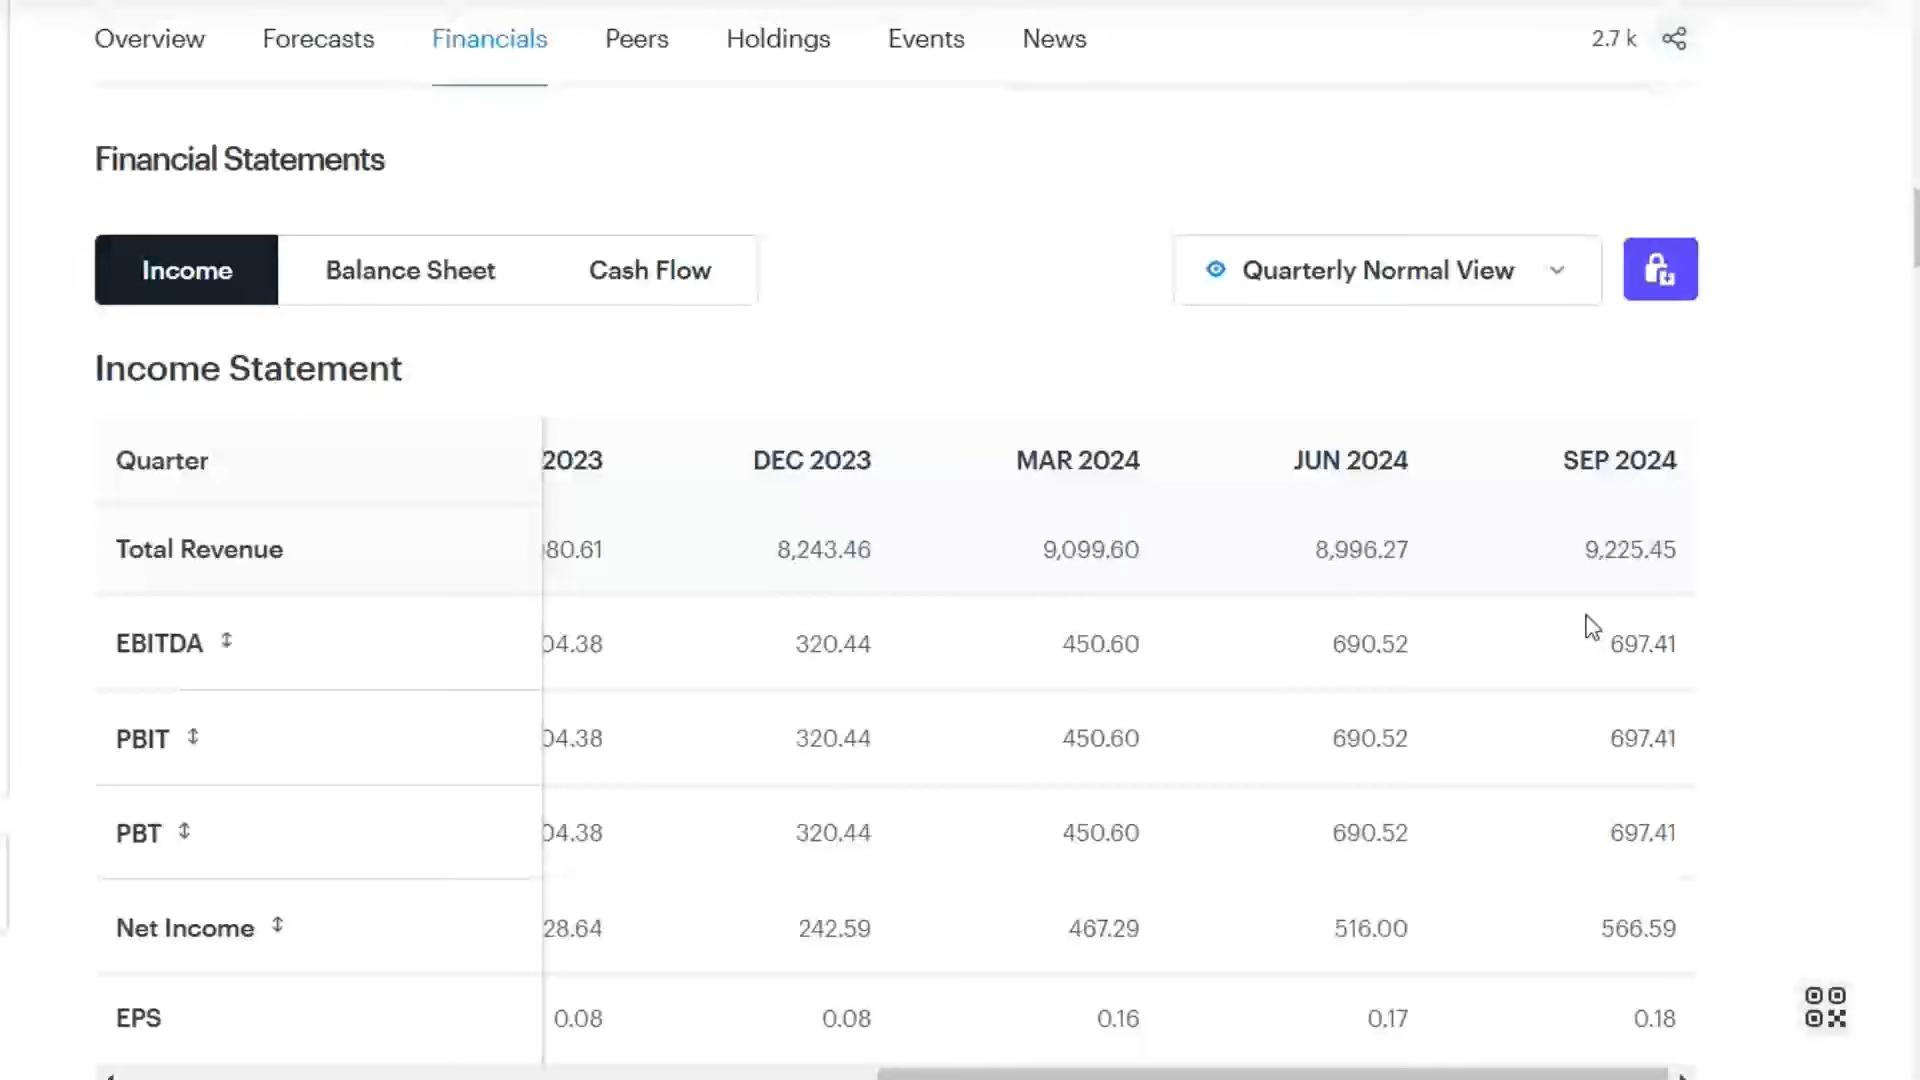 Overview Forecasts Financials Peers Holdings Events News 2.7 k
Financial Statements
Income Balance Sheet Cash Flow Quarterly Normal View
Income Statement
Quarter 2023 DEC 2023 MAR 2024 JUN 2024 SEP 2024
Total Revenue 80.61 8,243.46 9,099.60 8,996.27 9,225.45
EBITDA 04.38 320.44 450.60 690.52 697.41
PBIT 04.38 320.44 450.60 690.52 697.41
PBT 04.38 320.44 450.60 690.52 697.41
Net Income 28.64 242.59 467.29 516.00 566.59
EPS 0.08 0.08 0.16 0.17 0.18